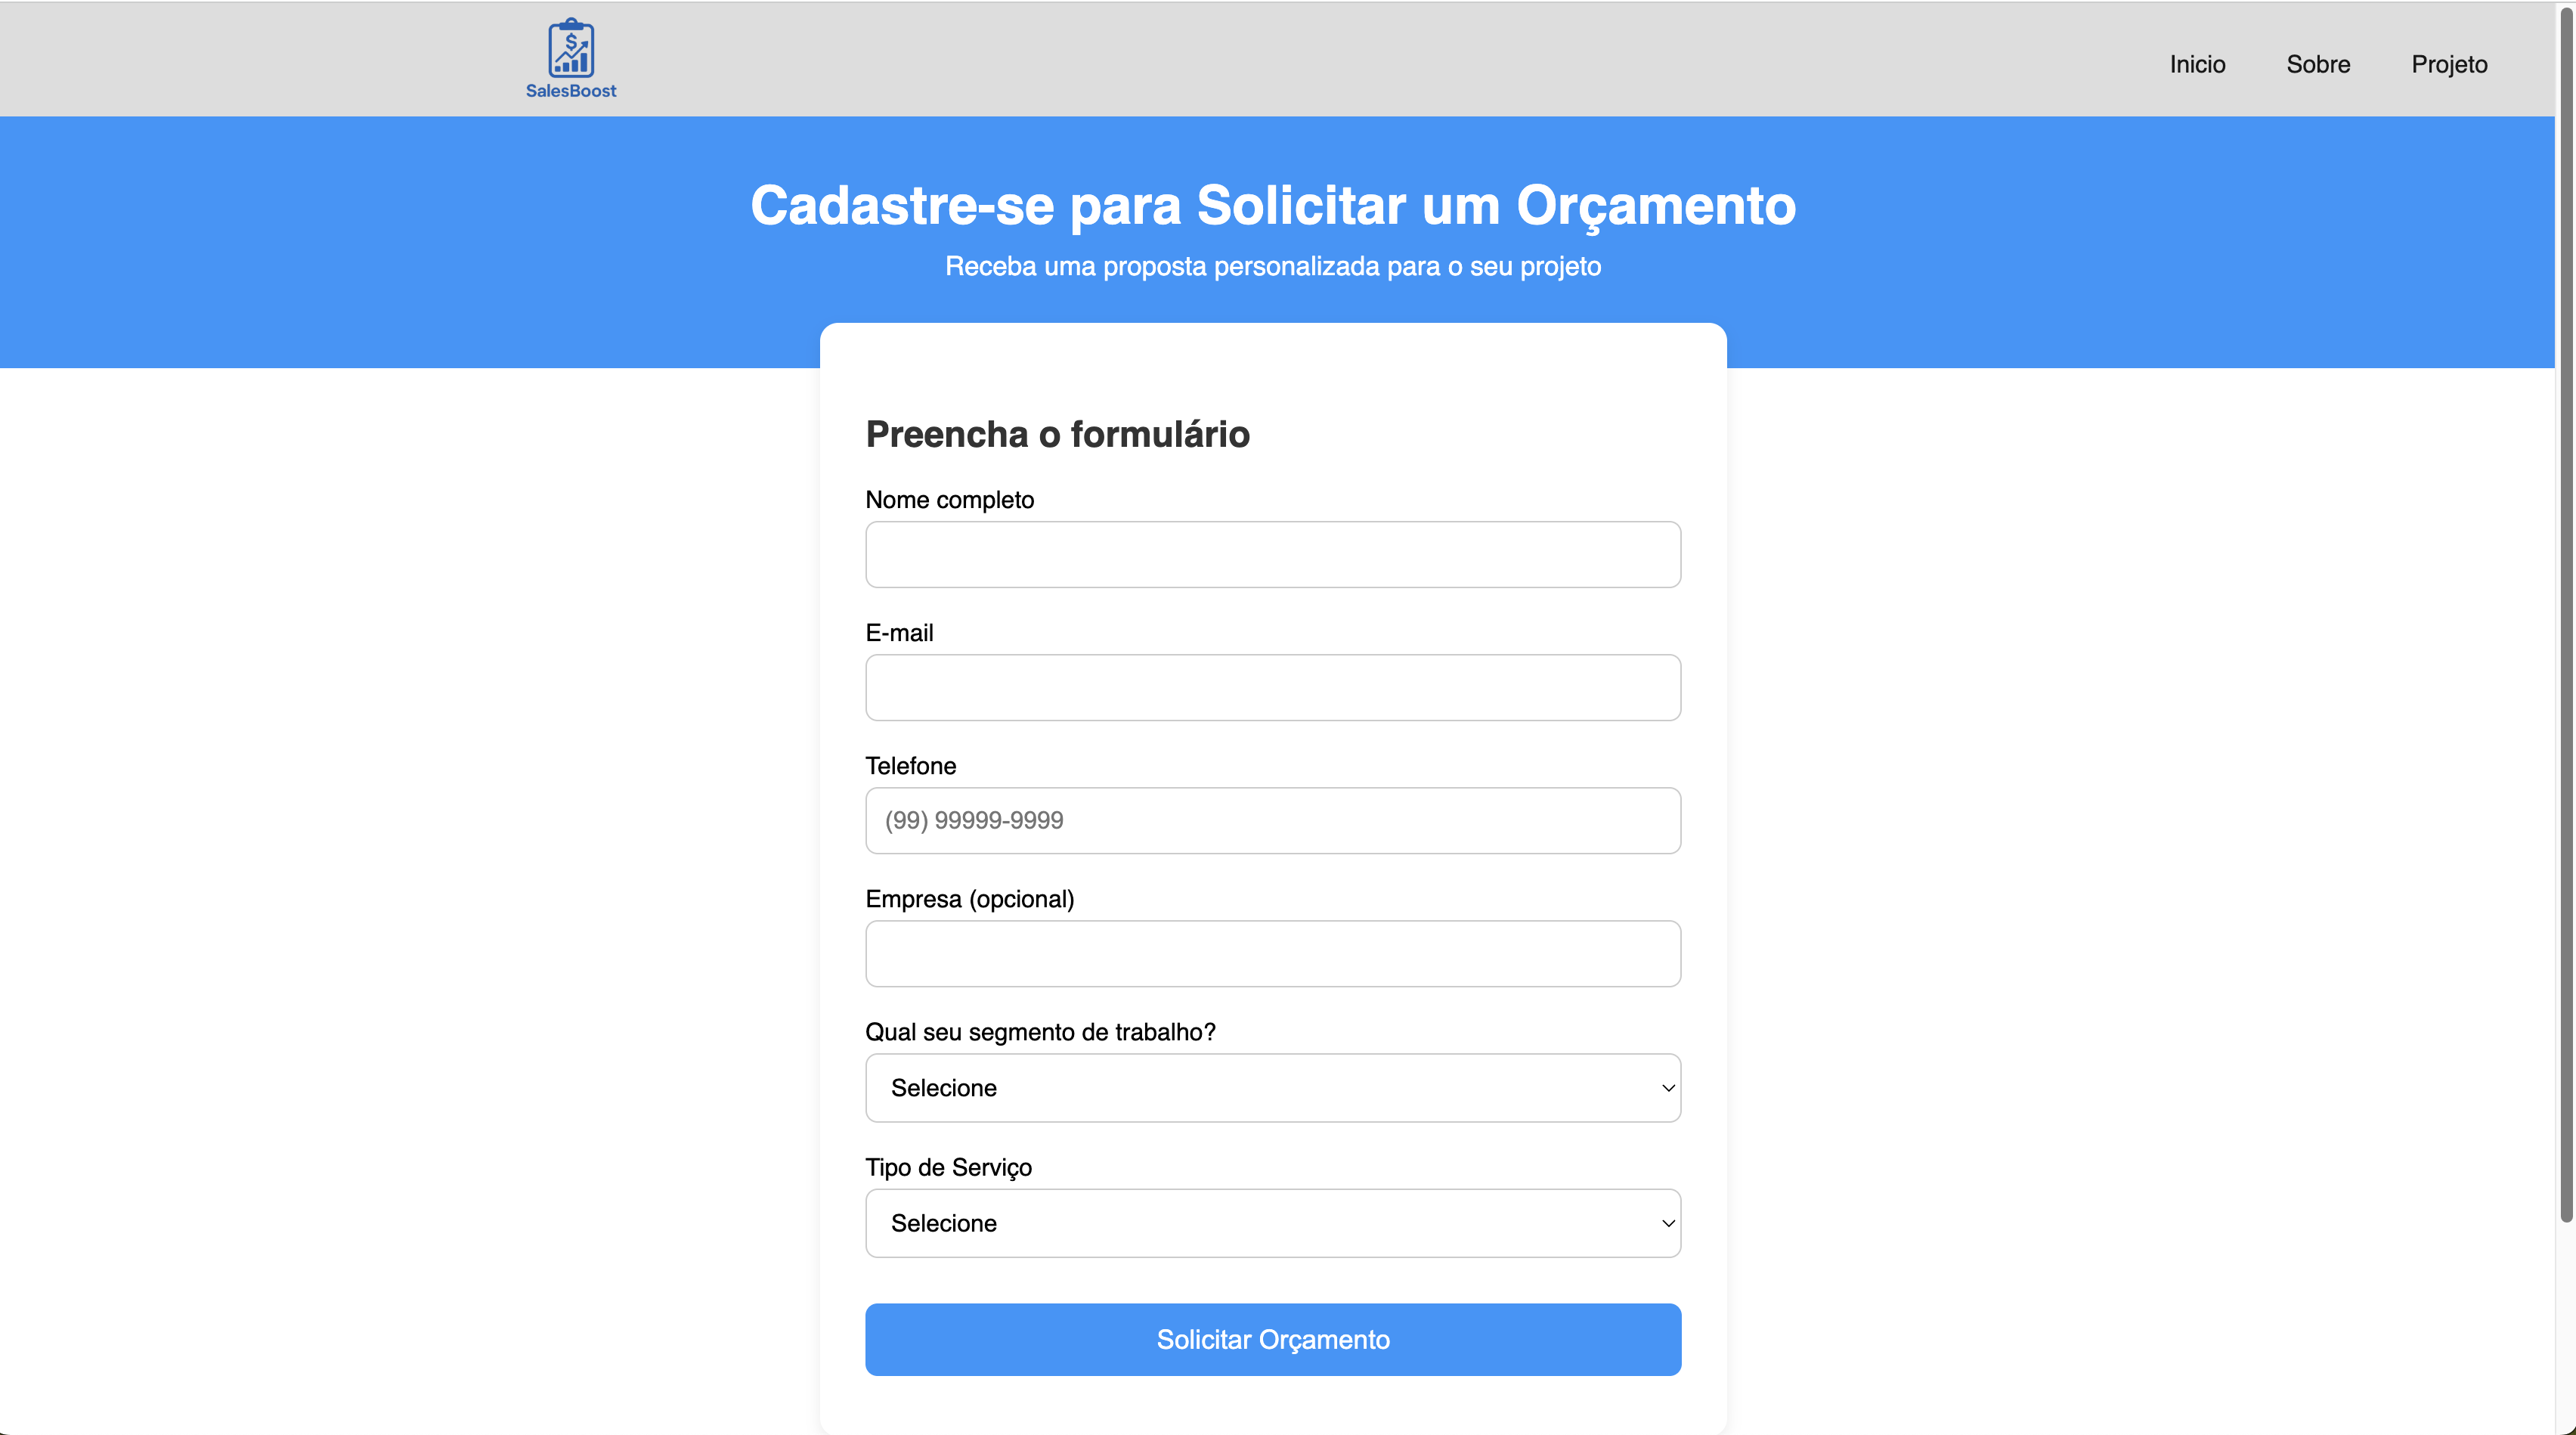 $
SalesBoost
Inicio Sobre Projeto
Cadastre-se para Solicitar um Orçamento
Receba uma proposta personalizada para o seu projeto
Preencha o formulário
Nome completo
E-mail
Telefone
(99) 99999-9999
Empresa (opcional)
Qual seu segmento de trabalho?
Selecione
Tipo de Serviço
Selecione
Solicitar Orçamento